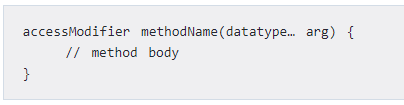 accessModifier methodName(datatype… arg) {
// method body
}